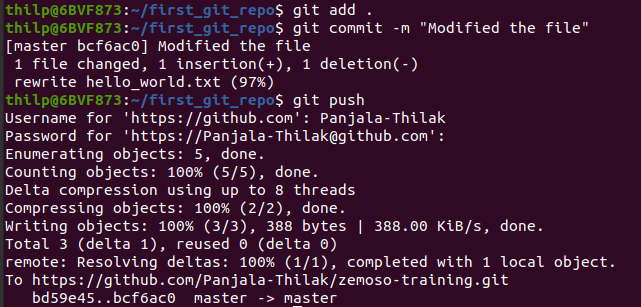 thilp@6BVF873:~/first_git_repo$ git add .
thilp@6BVF873:~/first_git_repo$ git commit -m "Modified the file"
[master bcf6ac0] Modified the file
 1 file changed, 1 insertion(+), 1 deletion(-)
 rewrite hello_world.txt (97%)
thilp@6BVF873:~/first_git_repo$ git push
Username for 'https://github.com': Panjala-Thilak
Password for 'https://Panjala-Thilak@github.com':
Enumerating objects: 5, done.
Counting objects: 100% (5/5), done.
Delta compression using up to 8 threads
Compressing objects: 100% (2/2), done.
Writing objects: 100% (3/3), 388 bytes | 388.00 KiB/s, done.
Total 3 (delta 1), reused 0 (delta 0)
remote: Resolving deltas: 100% (1/1), completed with 1 local object.
To https://github.com/Panjala-Thilak/zemoso-training.git
   bd59e45..bcf6ac0  master -> master